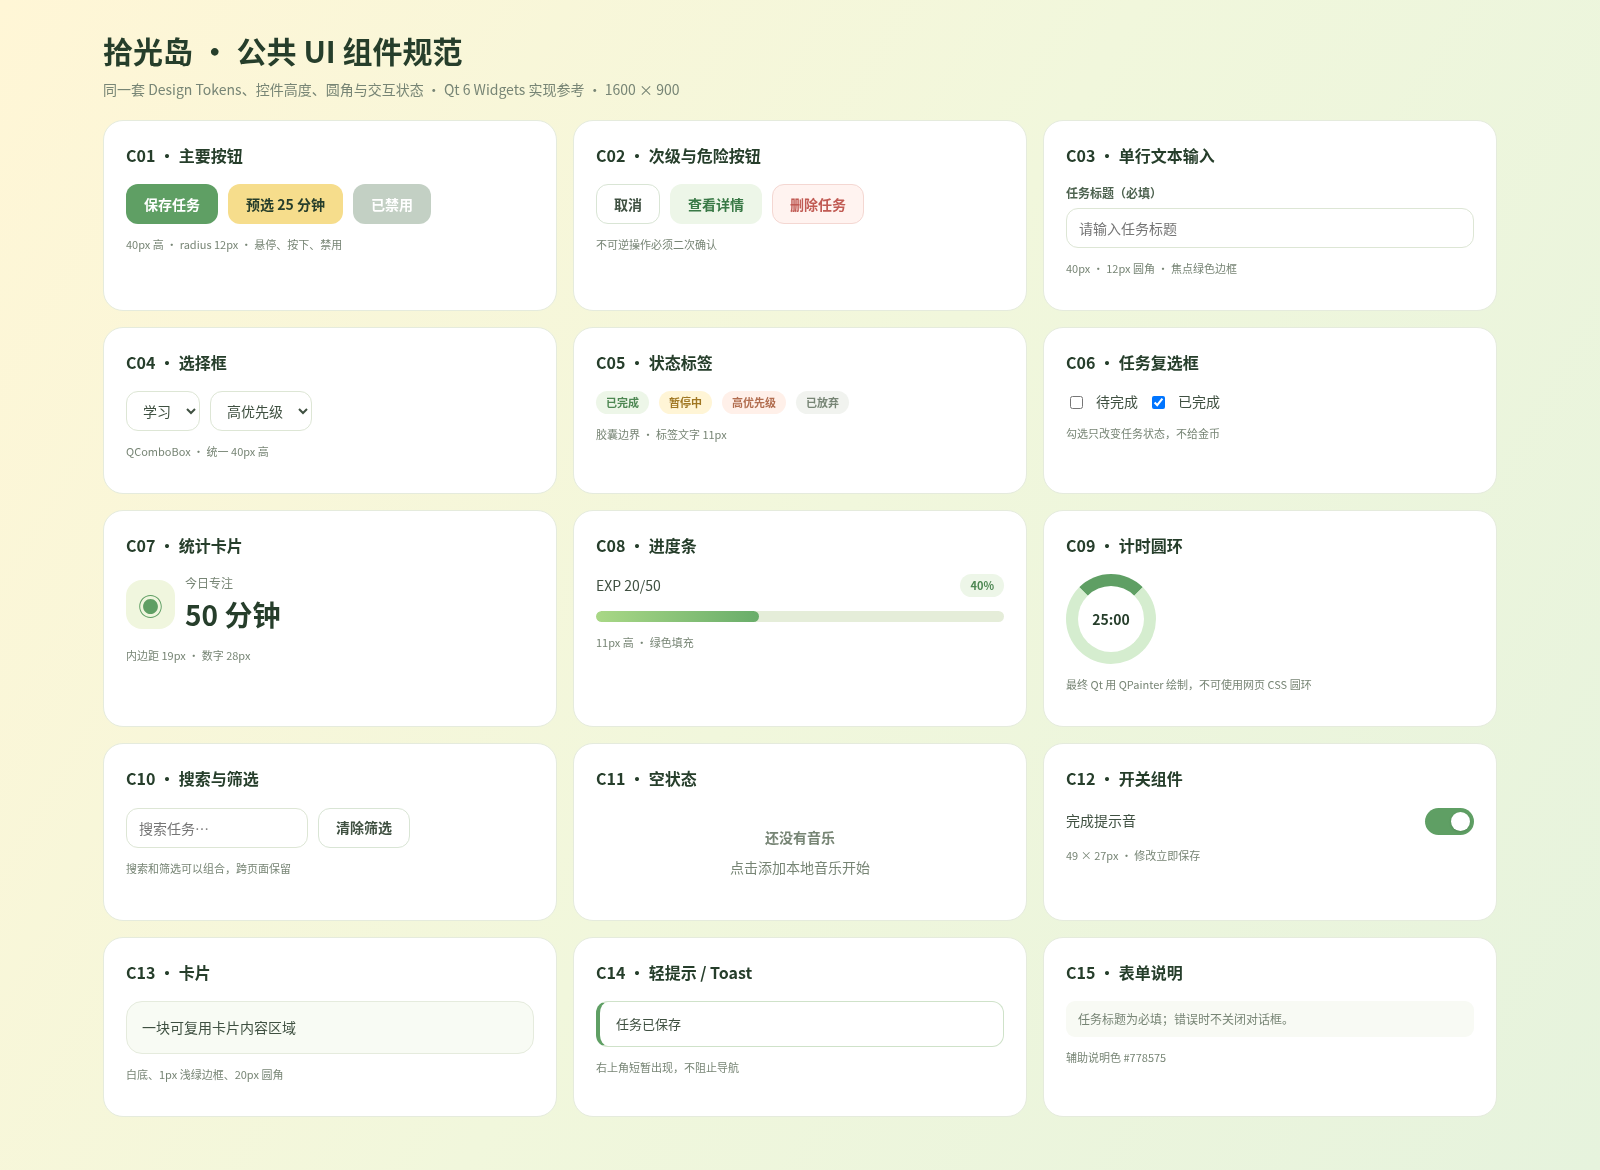 拾光岛 · 公共 UI 组件规范
同一套 Design Tokens、控件高度、圆角与交互状态 · Qt 6 Widgets 实现参考 · 1600 × 900
C01 · 主要按钮
保存任务 预选 25 分钟 已禁用
40px 高 · radius 12px · 悬停、按下、禁用
C02 · 次级与危险按钮
取消 查看详情 删除任务
不可逆操作必须二次确认
C03 · 单行文本输入
任务标题（必填）
请输入任务标题
40px · 12px 圆角 · 焦点绿色边框
C04 · 选择框
学习 高优先级
QComboBox · 统一 40px 高
C05 · 状态标签
已完成 暂停中 高优先级 已放弃
胶囊边界 · 标签文字 11px
C06 · 任务复选框
待完成 已完成
勾选只改变任务状态，不给金币
C07 · 统计卡片
今日专注
50 分钟
内边距 19px · 数字 28px
C08 · 进度条
EXP 20/50 40%
11px 高 · 绿色填充
C09 · 计时圆环
25:00
最终 Qt 用 QPainter 绘制，不可使用网页 CSS 圆环
C10 · 搜索与筛选
搜索任务… 清除筛选
搜索和筛选可以组合，跨页面保留
C11 · 空状态
还没有音乐
点击添加本地音乐开始
C12 · 开关组件
完成提示音
49 × 27px · 修改立即保存
C13 · 卡片
一块可复用卡片内容区域
白底、1px 浅绿边框、20px 圆角
C14 · 轻提示 / Toast
任务已保存
右上角短暂出现，不阻止导航
C15 · 表单说明
任务标题为必填；错误时不关闭对话框。
辅助说明色 #778575